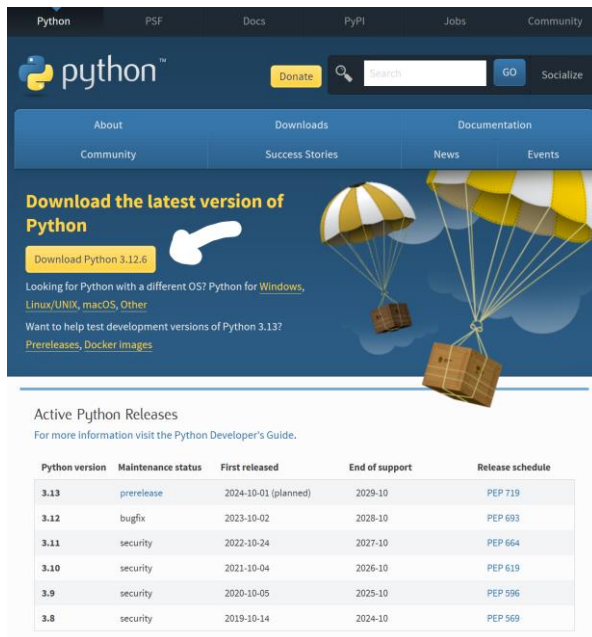 Python PSF Docs PyPI Jobs Community
python™
Donate Search GO Socialize
About Downloads Documentation
Community Success Stories News Events
Download the latest version of
Python
Download Python 3.12.6
Looking for Python with a different OS? Python for Windows,
Linux/UNIX, macOS, Other
Want to help test development versions of Python 3.13?
Prereleases, Docker images
Active Python Releases
For more information visit the Python Developer's Guide.
Python version Maintenance status First released End of support Release schedule
3.13 prerelease 2024-10-01 (planned) 2029-10 PEP 719
3.12 bugfix 2023-10-02 2028-10 PEP 693
3.11 security 2022-10-24 2027-10 PEP 664
3.10 security 2021-10-04 2026-10 PEP 619
3.9 security 2020-10-05 2025-10 PEP 596
3.8 security 2019-10-14 2024-10 PEP 569